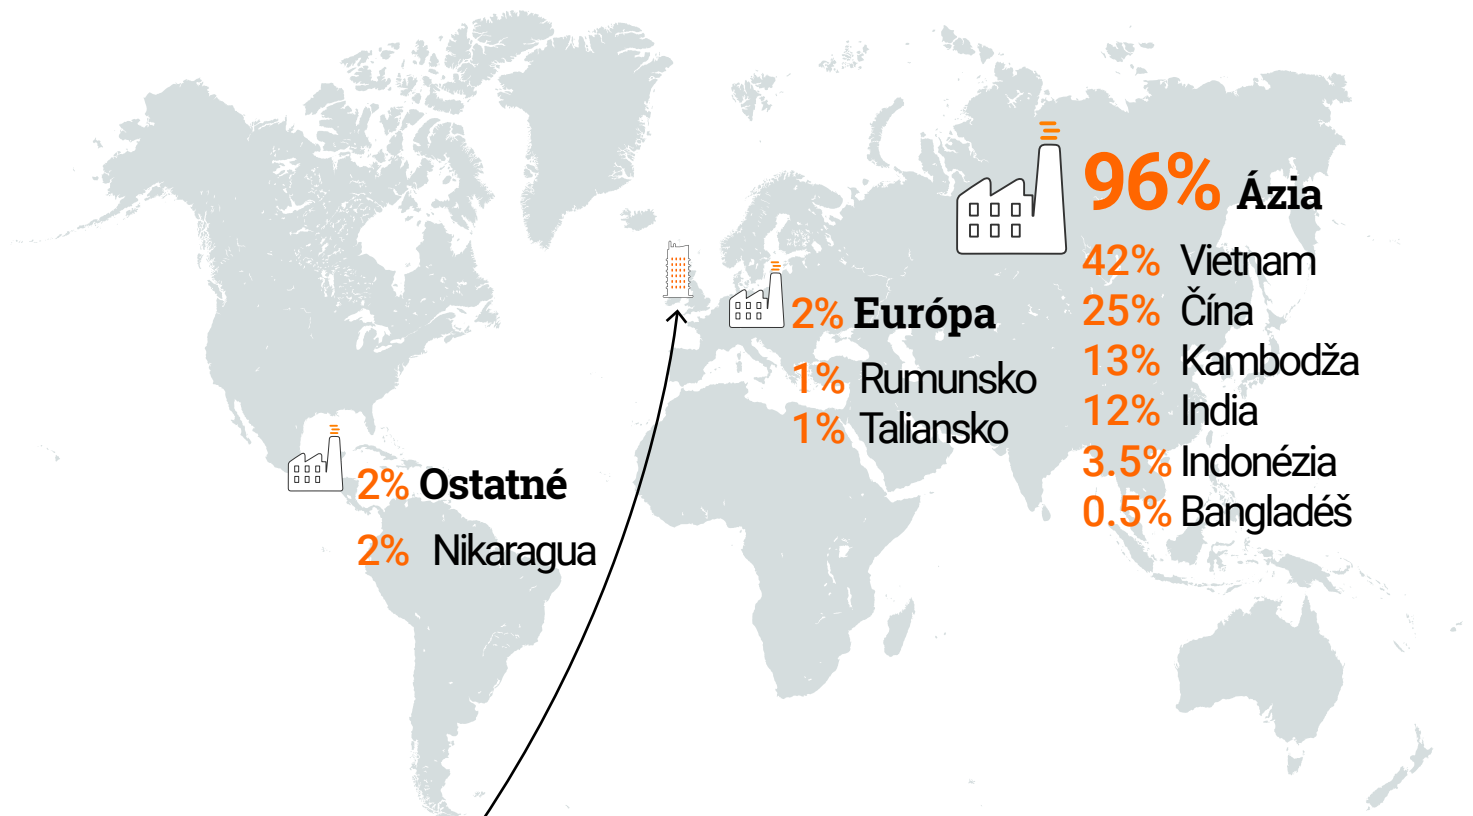 96% Ázia
42% Vietnam
25% Čína
13% Kambodža
12% India
3.5% Indonézia
0.5% Bangladéš
2% Európa
1% Rumunsko
1% Taliansko
2% Ostatné
2% Nikaragua